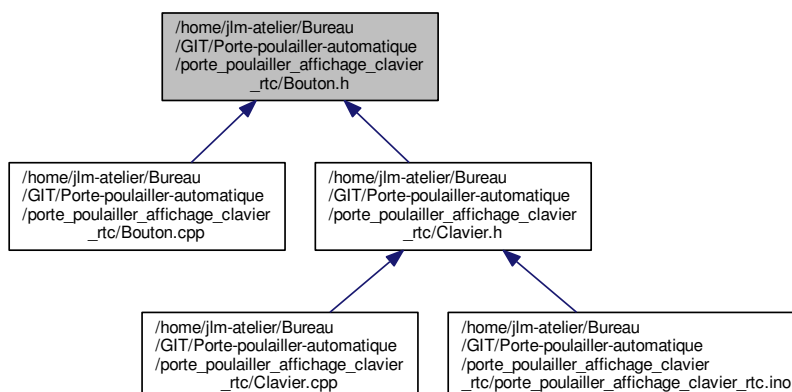 /home/jlm-atelier/Bureau
/GIT/Porte-poulailler-automatique
/porte_poulailler_affichage_clavier
_rtc/Bouton.h
/home/jlm-atelier/Bureau
/GIT/Porte-poulailler-automatique
/porte_poulailler_affichage_clavier
_rtc/Bouton.cpp
/home/jlm-atelier/Bureau
/GIT/Porte-poulailler-automatique
/porte_poulailler_affichage_clavier
_rtc/Clavier.h
/home/jlm-atelier/Bureau
/GIT/Porte-poulailler-automatique
/porte_poulailler_affichage_clavier
_rtc/Clavier.cpp
/home/jlm-atelier/Bureau
/GIT/Porte-poulailler-automatique
/porte_poulailler_affichage_clavier
_rtc/porte_poulailler_affichage_clavier_rtc.ino